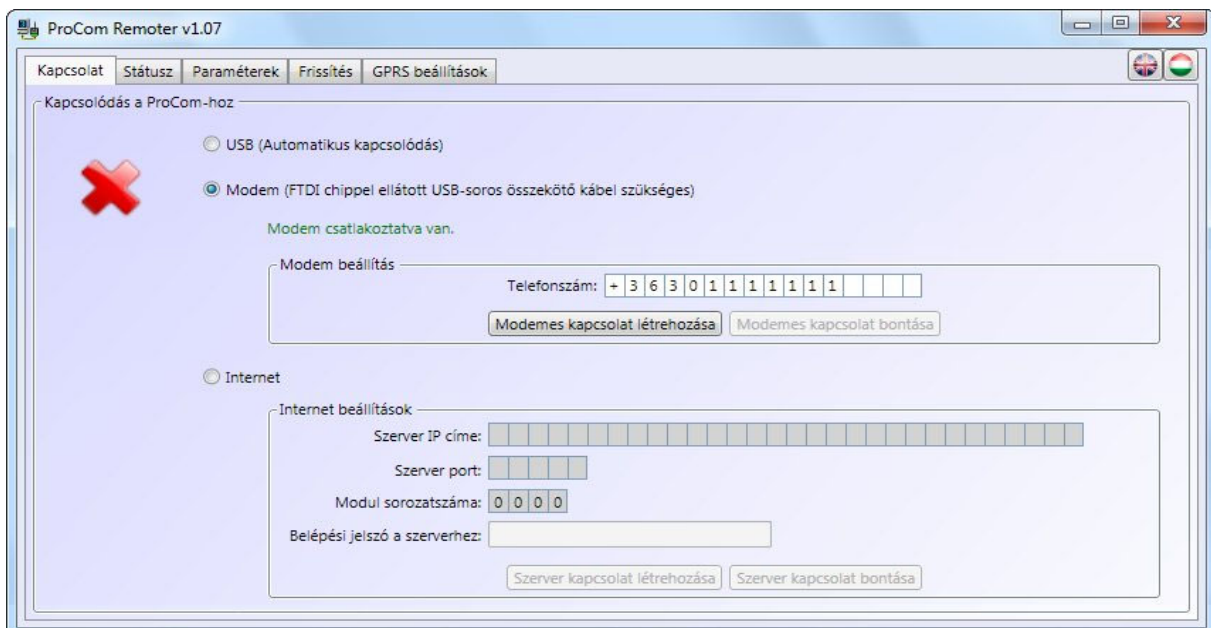 ProCom Remoter v1.07
Kapcsolat Státusz Paraméterek Frissítés GPRS beállítások
Kapcsolódás a ProCom-hoz
USB (Automatikus kapcsolódás)
Modem (FTDI chippel ellátott USB-soros összekötő kábel szükséges)
Modem csatlakoztatva van.
Modem beállítás
Telefonszám: +36301111111
Modemes kapcsolat létrehozása Modemes kapcsolat bontása
Internet
Internet beállítások
Szerver IP címe:
Szerver port:
Modul sorozatszáma: 0000
Belépési jelszó a szerverhez:
Szerver kapcsolat létrehozása Szerver kapcsolat bontása